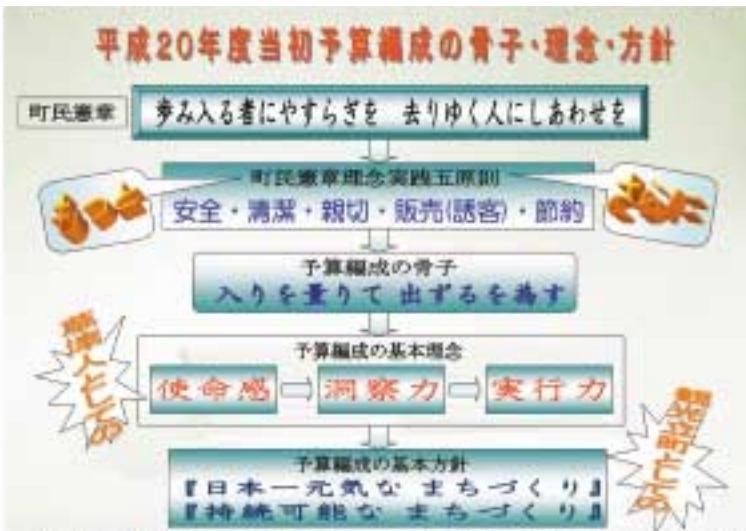 平成20年度当初予算編成の骨子・理念・方針
町民憲章
歩み入る者にやすらぎを 去りゆく人にしあわせを
町民憲章理念実践五原則
安全・清潔・親切・販売(誘客)・節約
予算編成の骨子
入りを量りて 出ずるを為す
予算編成の基本理念
使命感
洞察力
実行力
予算編成の基本方針
『日本一元気な まちづくり』
『持続可能な まちづくり』